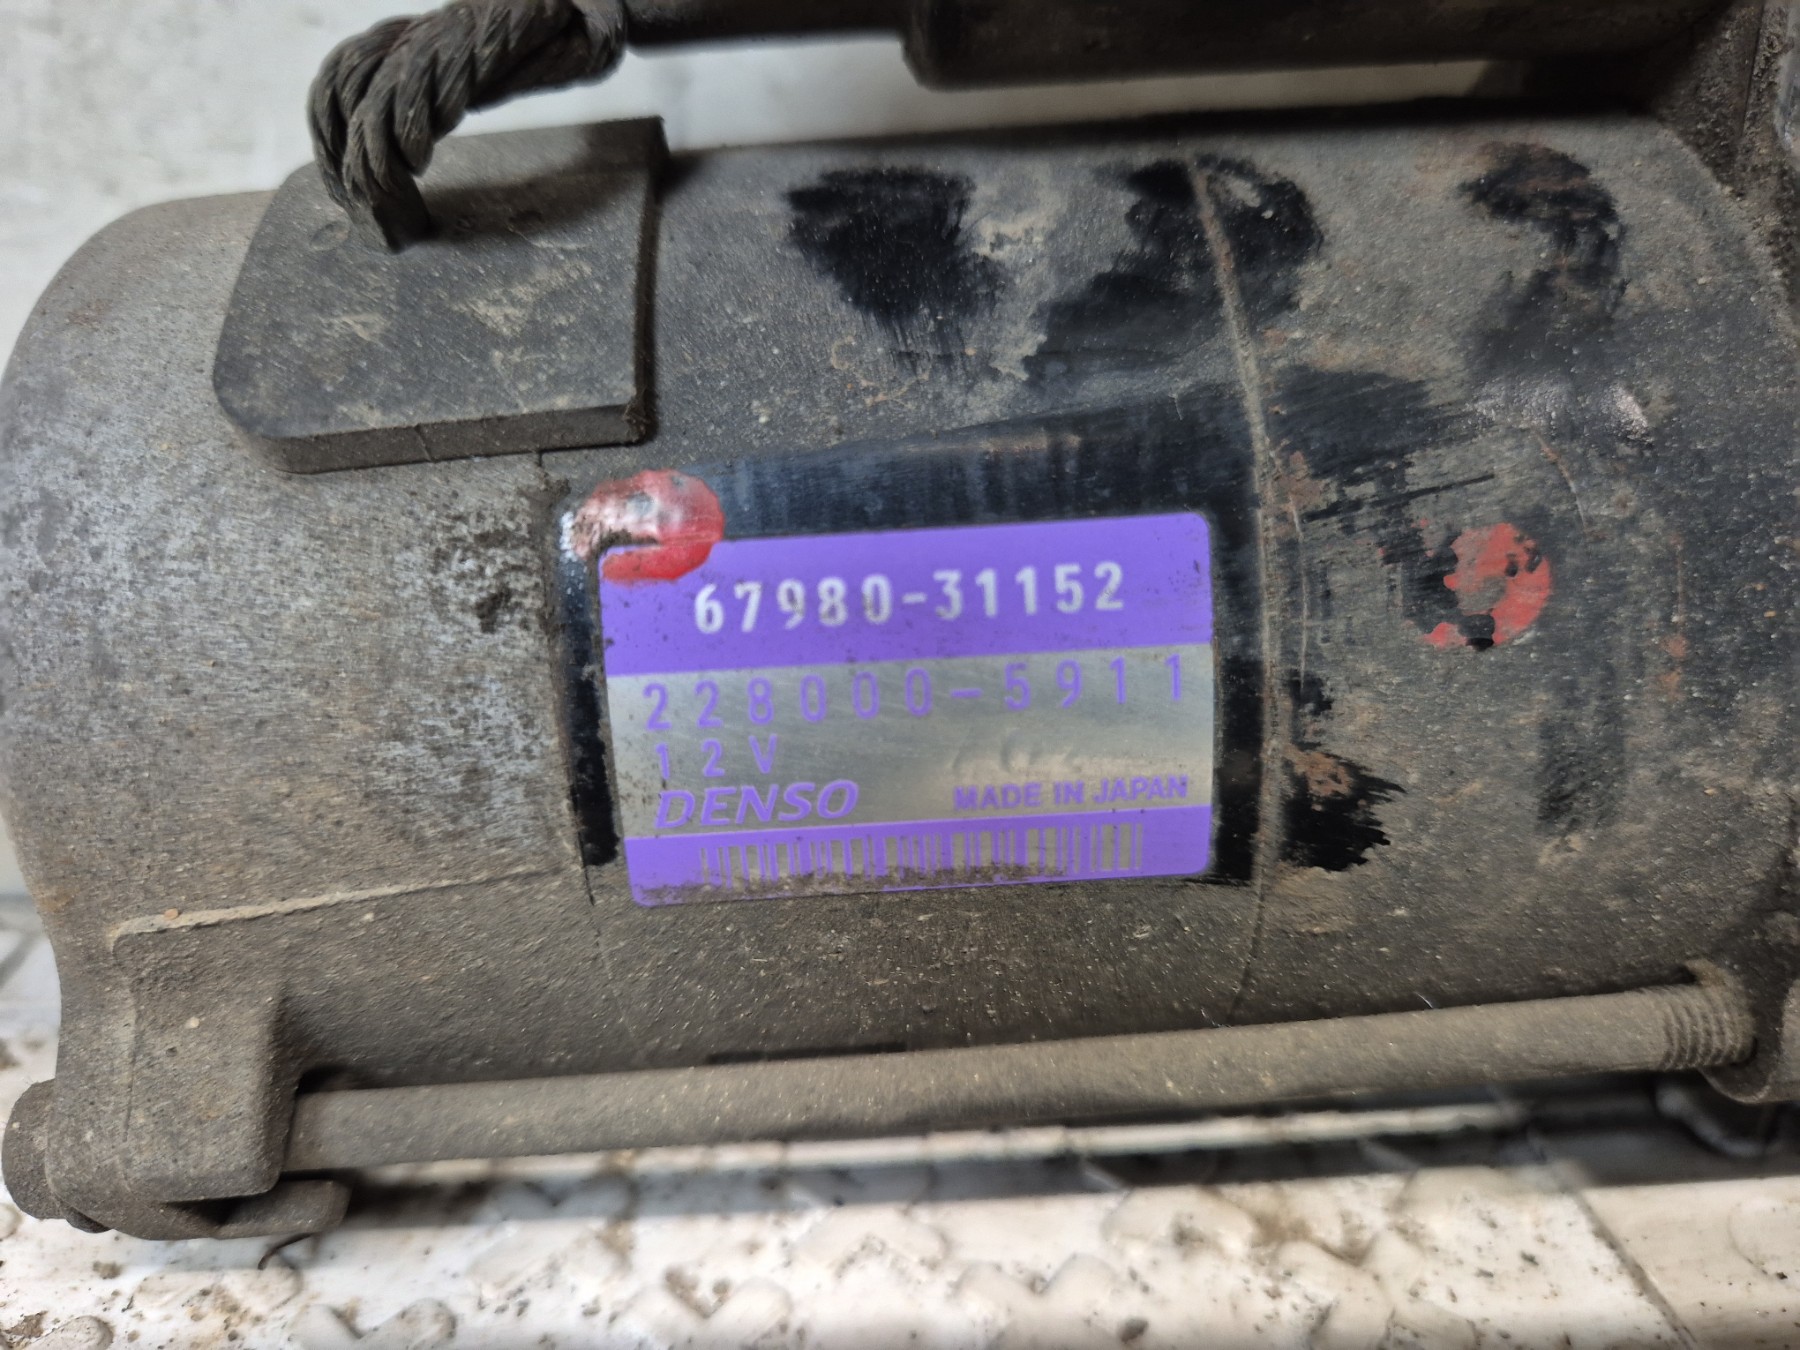 67980-31152
228000-5911
12V
DENSO MADE IN JAPAN